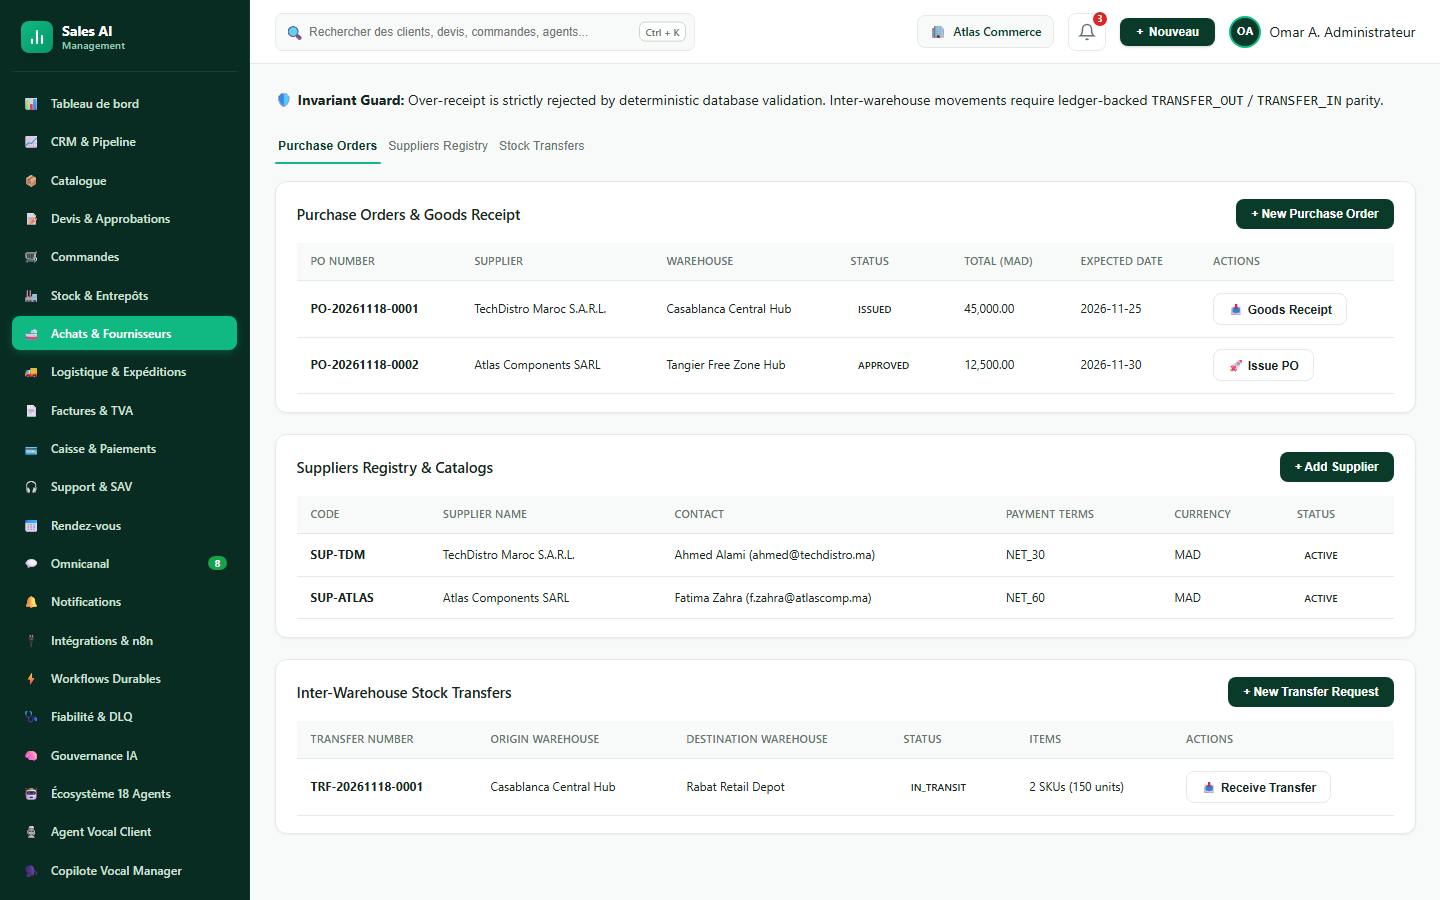 Sales AI
Management
Tableau de bord
CRM & Pipeline
Catalogue
Devis & Approbations
Commandes
Stock & Entrepôts
Achats & Fournisseurs
Logistique & Expéditions
Factures & TVA
Caisse & Paiements
Support & SAV
Rendez-vous
Omnicanal 8
Notifications
Intégrations & n8n
Workflows Durables
Fiabilité & DLQ
Gouvernance IA
Écosystème 18 Agents
Agent Vocal Client
Copilote Vocal Manager
Rechercher des clients, devis, commandes, agents... Ctrl + K
Atlas Commerce
3
+ Nouveau
OA
Omar A. Administrateur
Invariant Guard: Over-receipt is strictly rejected by deterministic database validation. Inter-warehouse movements require ledger-backed TRANSFER_OUT / TRANSFER_IN parity.
Purchase Orders Suppliers Registry Stock Transfers
Purchase Orders & Goods Receipt
+ New Purchase Order
PO NUMBER SUPPLIER WAREHOUSE STATUS TOTAL (MAD) EXPECTED DATE ACTIONS
PO-20261118-0001 TechDistro Maroc S.A.R.L. Casablanca Central Hub ISSUED 45,000.00 2026-11-25 Goods Receipt
PO-20261118-0002 Atlas Components SARL Tangier Free Zone Hub APPROVED 12,500.00 2026-11-30 Issue PO
Suppliers Registry & Catalogs
+ Add Supplier
CODE SUPPLIER NAME CONTACT PAYMENT TERMS CURRENCY STATUS
SUP-TDM TechDistro Maroc S.A.R.L. Ahmed Alami (ahmed@techdistro.ma) NET_30 MAD ACTIVE
SUP-ATLAS Atlas Components SARL Fatima Zahra (f.zahra@atlascomp.ma) NET_60 MAD ACTIVE
Inter-Warehouse Stock Transfers
+ New Transfer Request
TRANSFER NUMBER ORIGIN WAREHOUSE DESTINATION WAREHOUSE STATUS ITEMS ACTIONS
TRF-20261118-0001 Casablanca Central Hub Rabat Retail Depot IN_TRANSIT 2 SKUs (150 units) Receive Transfer